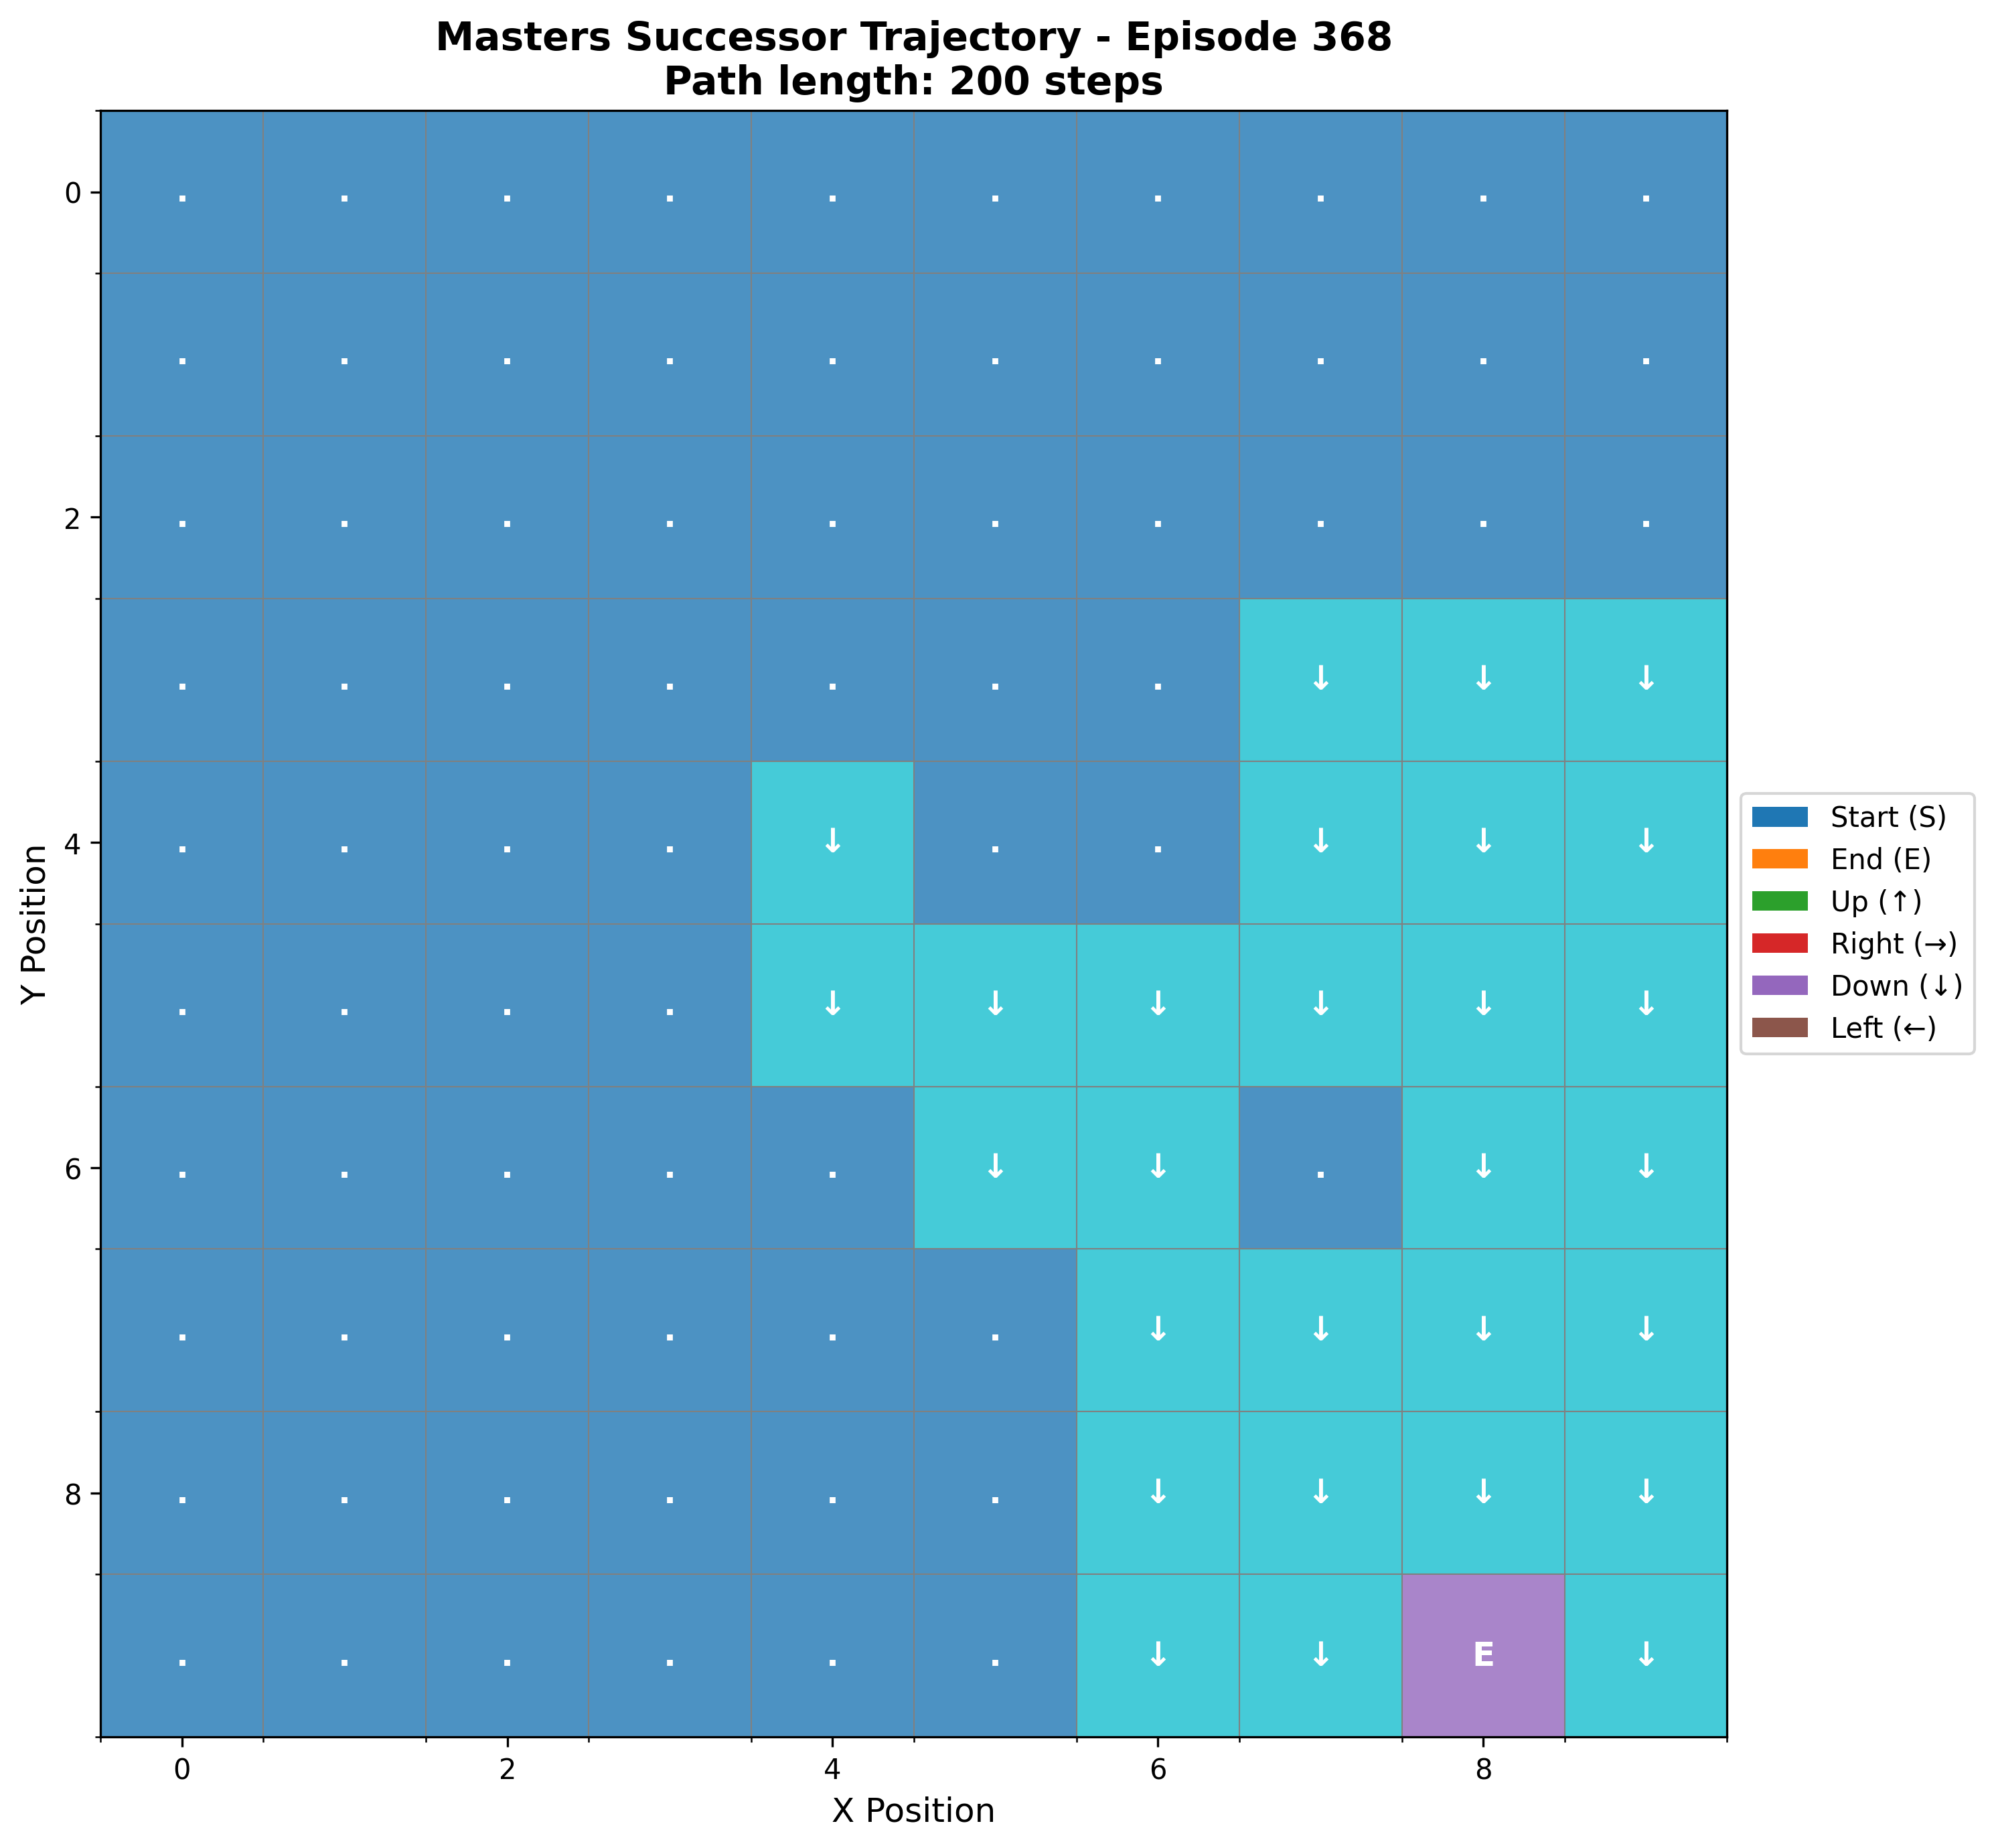 Masters Successor Trajectory - Episode 368
Path length: 200 steps
0 . . . . . . . . . .
. . . . . . . . . .
2 . . . . . . . . . .
. . . . . . . ↓ ↓ ↓
4 . . . . ↓ . . ↓ ↓ ↓
. . . . ↓ ↓ ↓ ↓ ↓ ↓
6 . . . . . ↓ ↓ . ↓ ↓
. . . . . . ↓ ↓ ↓ ↓
8 . . . . . . ↓ ↓ ↓ ↓
. . . . . . ↓ ↓ E ↓
0 2 4 6 8
X Position
Y Position
Start (S)
End (E)
Up (↑)
Right (→)
Down (↓)
Left (←)